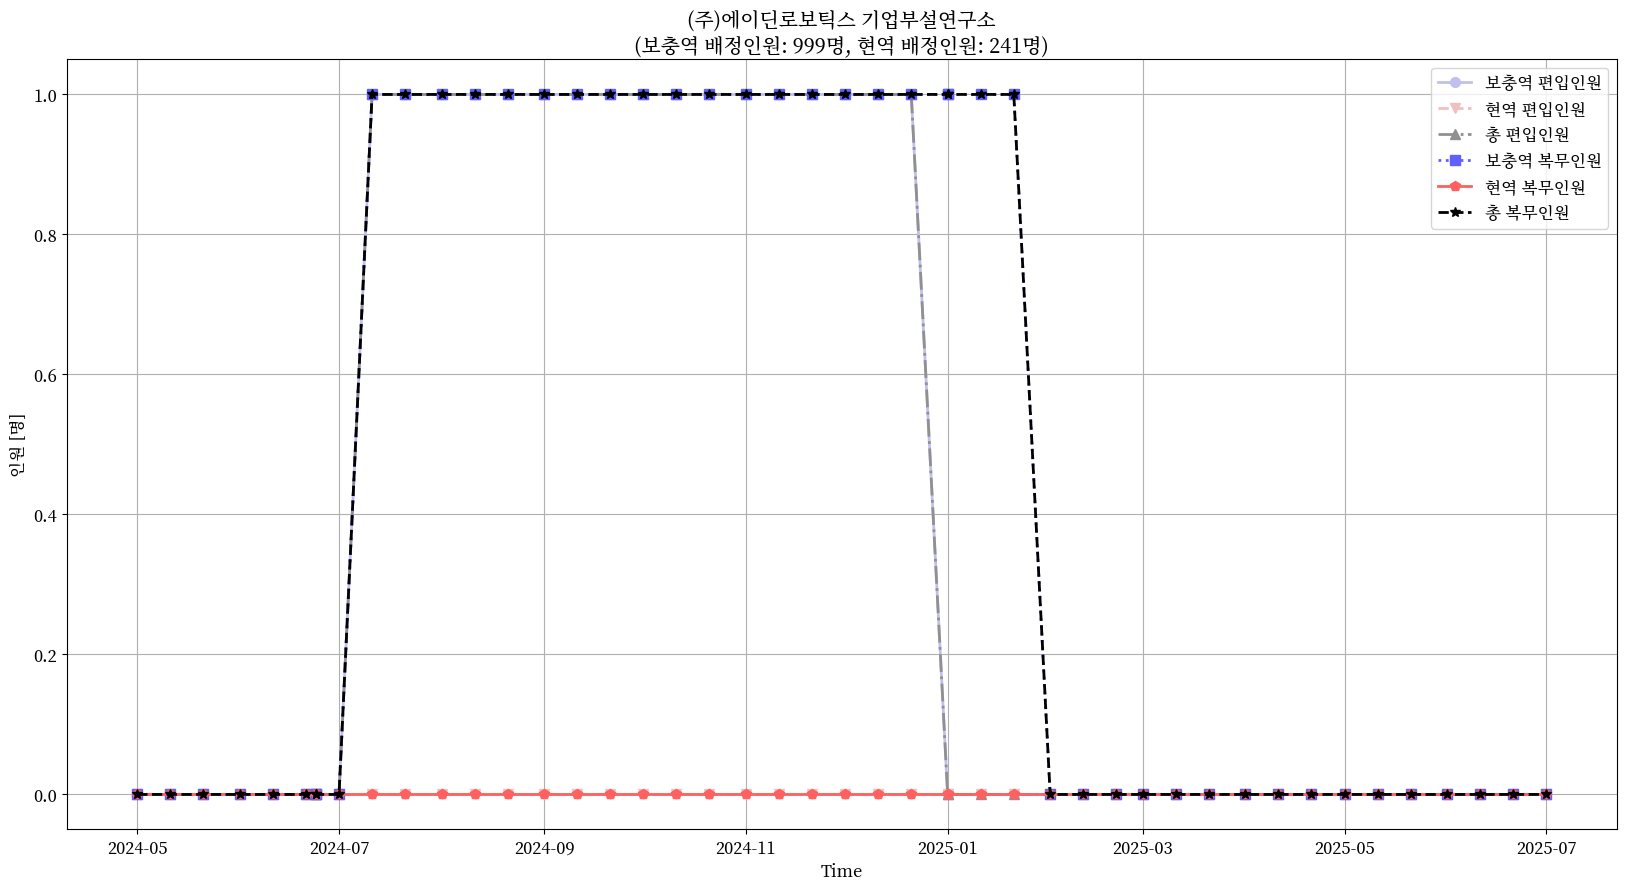 (주)에이딘로보틱스 기업부설연구소
(보충역 배정인원: 999명, 현역 배정인원: 241명)
보충역 편입인원
현역 편입인원
총 편입인원
보충역 복무인원
현역 복무인원
총 복무인원
1.0
0.8
0.6
0.4
0.2
0.0
인원 [명]
2024-05
2024-07
2024-09
2024-11
2025-01
2025-03
2025-05
2025-07
Time